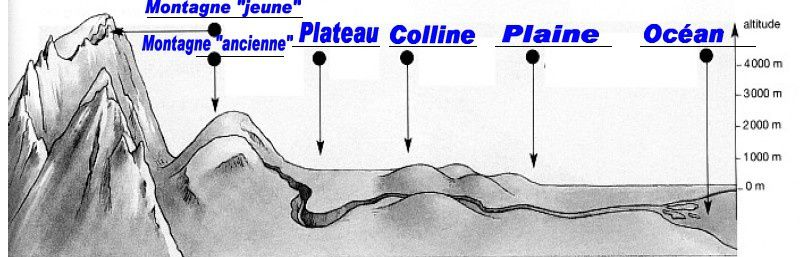 Montagne "jeune"
Montagne "ancienne"
Plateau
Colline
Plaine
Océan
altitude
4000 m
3000 m
2000 m
1000 m
0 m